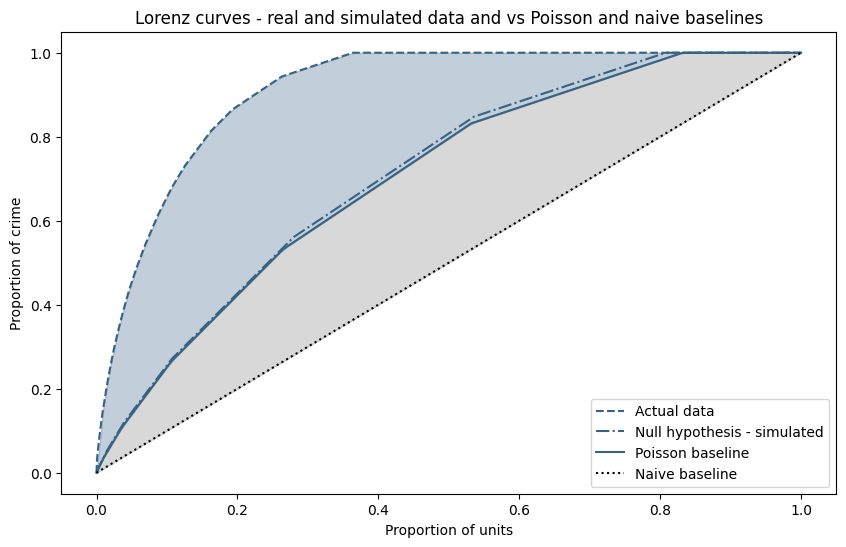 Lorenz curves - real and simulated data and vs Poisson and naive baselines
1.0
0.8
0.6
0.4
0.2
0.0
Proportion of crime
0.0 0.2 0.4 0.6 0.8 1.0
Proportion of units
Actual data
Null hypothesis - simulated
Poisson baseline
Naive baseline